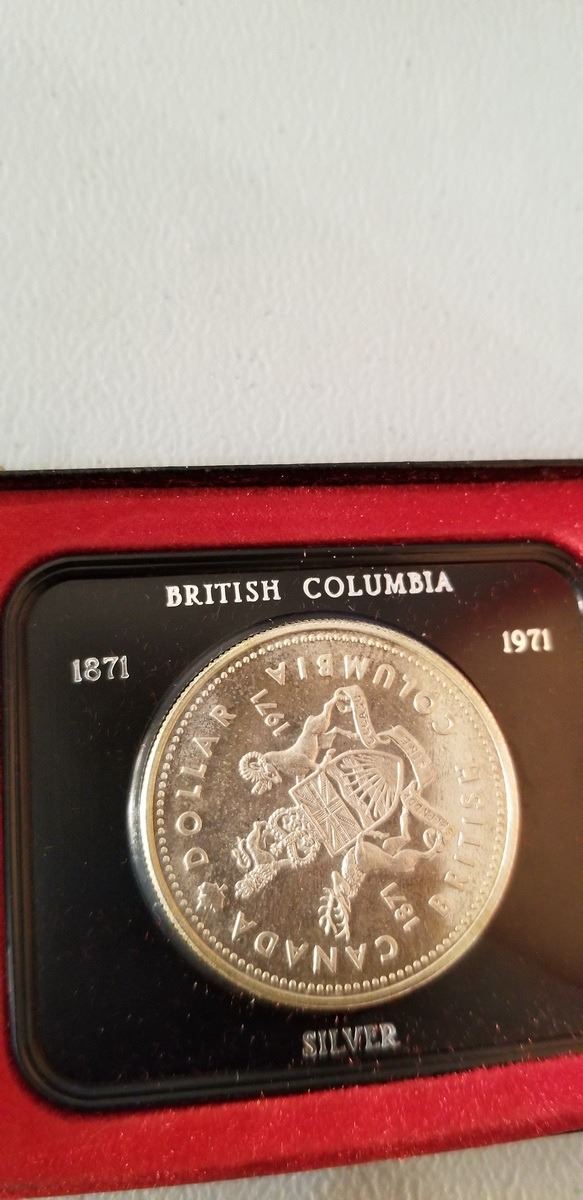 BRITISH COLUMBIA
1871
1971
SILVER
CANADA DOLLAR
BRITISH COLUMBIA
1871
1971